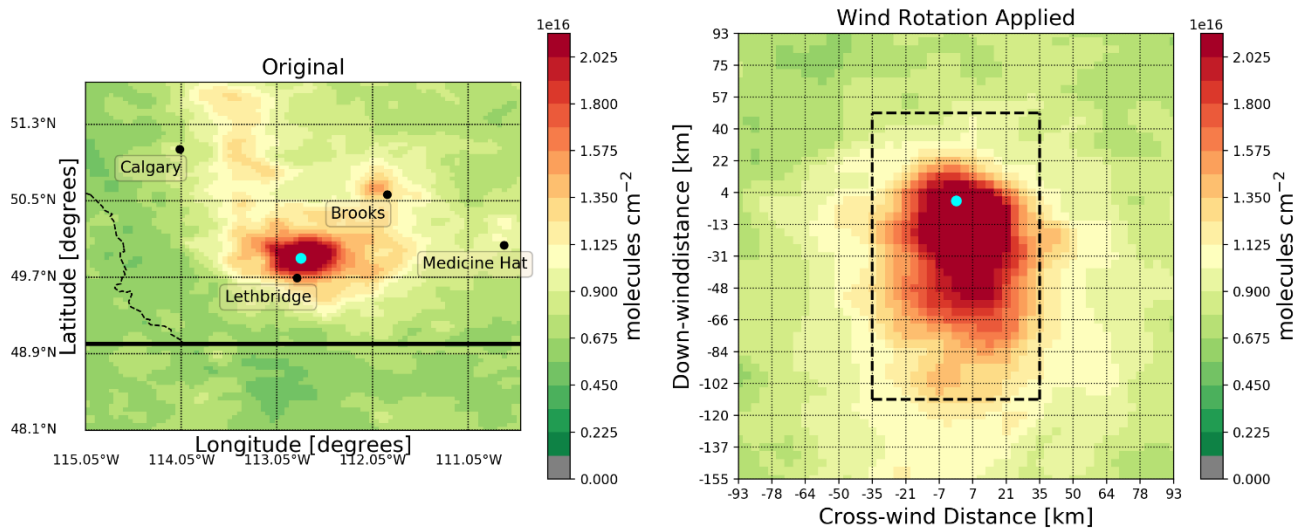 Original
1e16
Latitude [degrees]
51.3°N
50.5°N
49.7°N
48.9°N
48.1°N
Calgary
Brooks
Medicine Hat
Lethbridge
115.05°W
114.05°W
113.05°W
112.05°W
111.05°W
Longitude [degrees]
2.025
1.800
1.575
1.350
1.125
0.900
0.675
0.450
0.225
0.000
molecules cm⁻²
Wind Rotation Applied
1e16
Down-winddistance [km]
93
75
57
40
22
4
-13
-31
-48
-66
-84
-102
-120
-137
-155
-93 -78 -64 -50 -35 -21 -7 7 21 35 50 64 78 93
Cross-wind Distance [km]
2.025
1.800
1.575
1.350
1.125
0.900
0.675
0.450
0.225
0.000
molecules cm⁻²